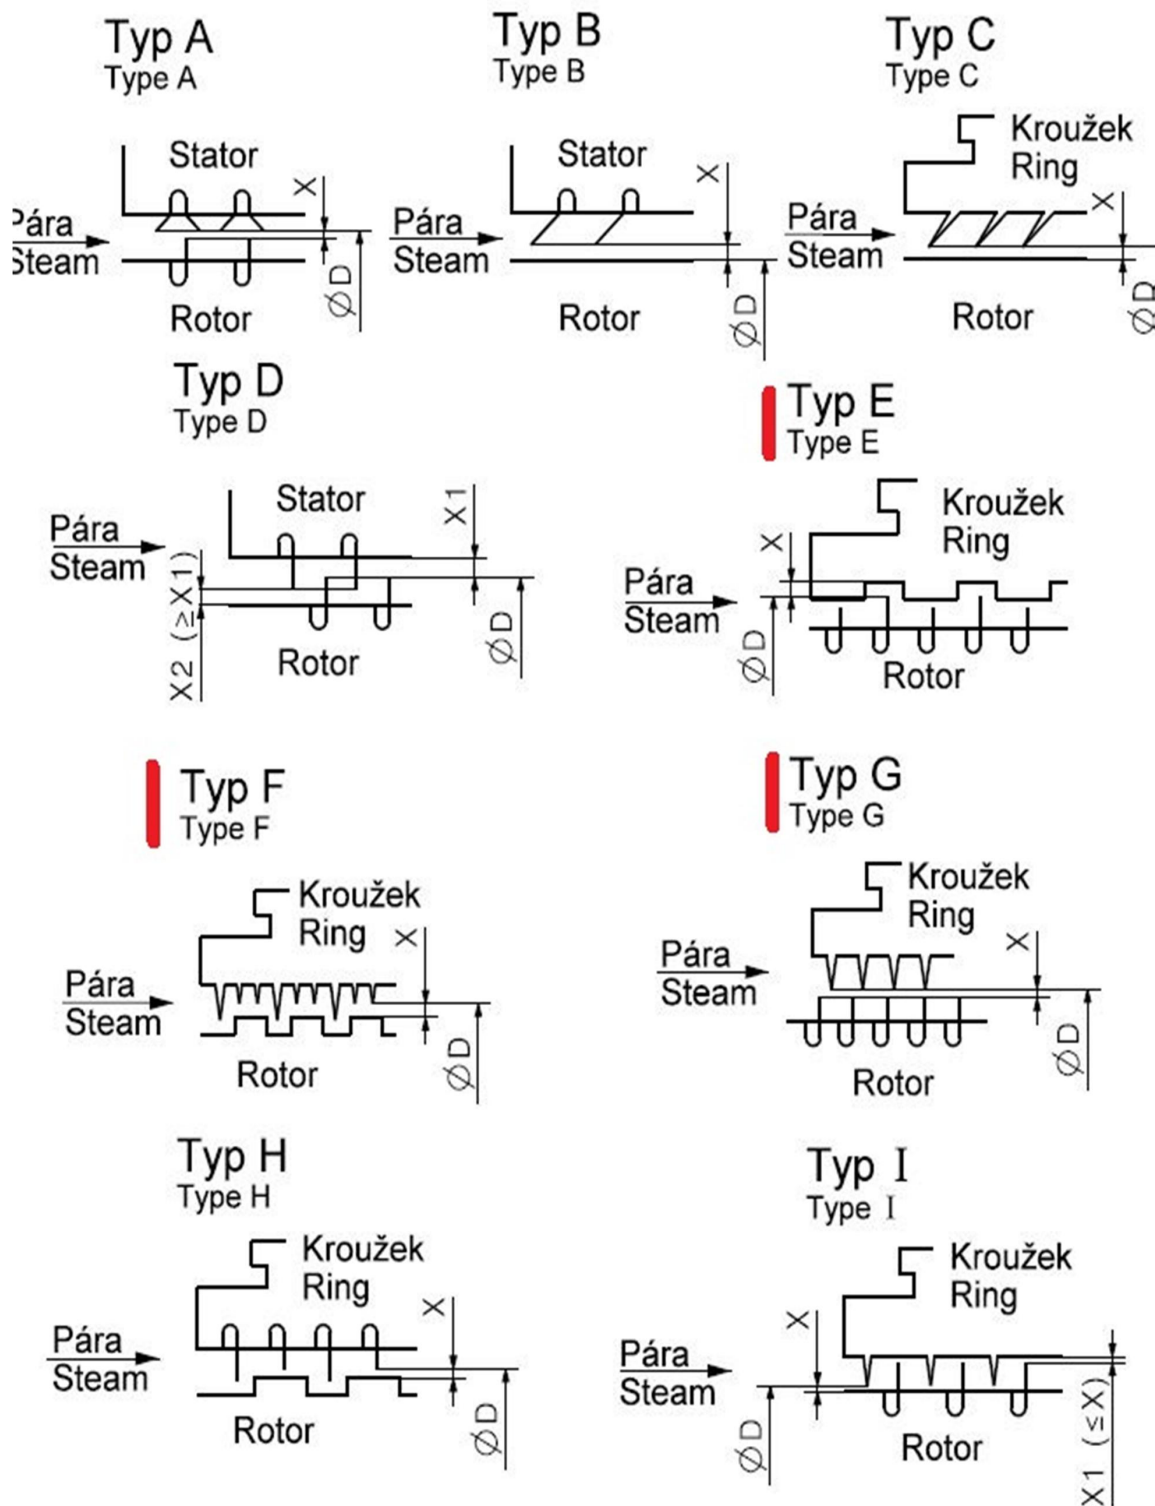 Typ A
Type A
Stator
X
Pára
Steam
ØD
Rotor
Typ B
Type B
Stator
X
Pára
Steam
ØD
Rotor
Typ C
Type C
Kroužek
Ring
X
Pára
Steam
ØD
Rotor
Typ D
Type D
Stator
X1
Pára
Steam
X2 (≥X1)
ØD
Rotor
Typ E
Type E
Kroužek
Ring
X
Pára
Steam
ØD
Rotor
Typ F
Type F
Kroužek
Ring
X
Pára
Steam
ØD
Rotor
Typ G
Type G
Kroužek
Ring
X
Pára
Steam
ØD
Rotor
Typ H
Type H
Kroužek
Ring
X
Pára
Steam
ØD
Rotor
Typ I
Type I
Kroužek
Ring
X
Pára
Steam
ØD
X1 (≤X)
Rotor